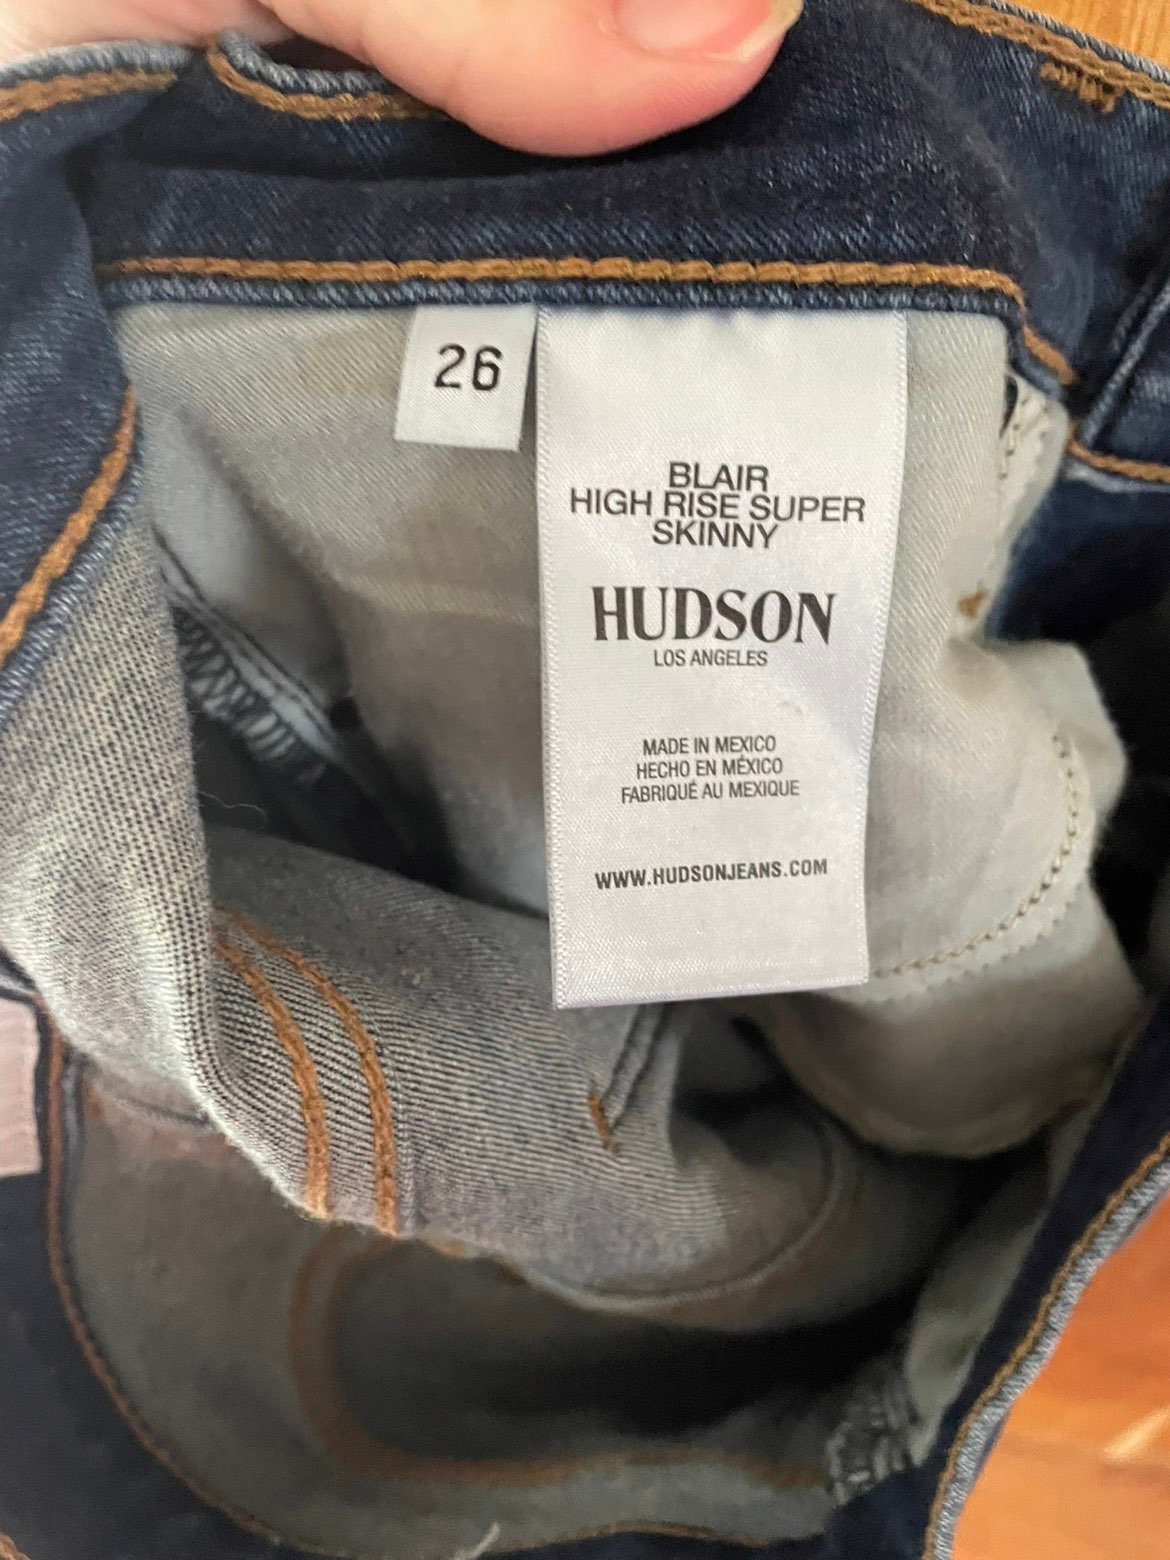 26
BLAIR
HIGH RISE SUPER
SKINNY
HUDSON
LOS ANGELES
MADE IN MEXICO
HECHO EN MÉXICO
FABRIQUÉ AU MEXIQUE
WWW.HUDSONJEANS.COM